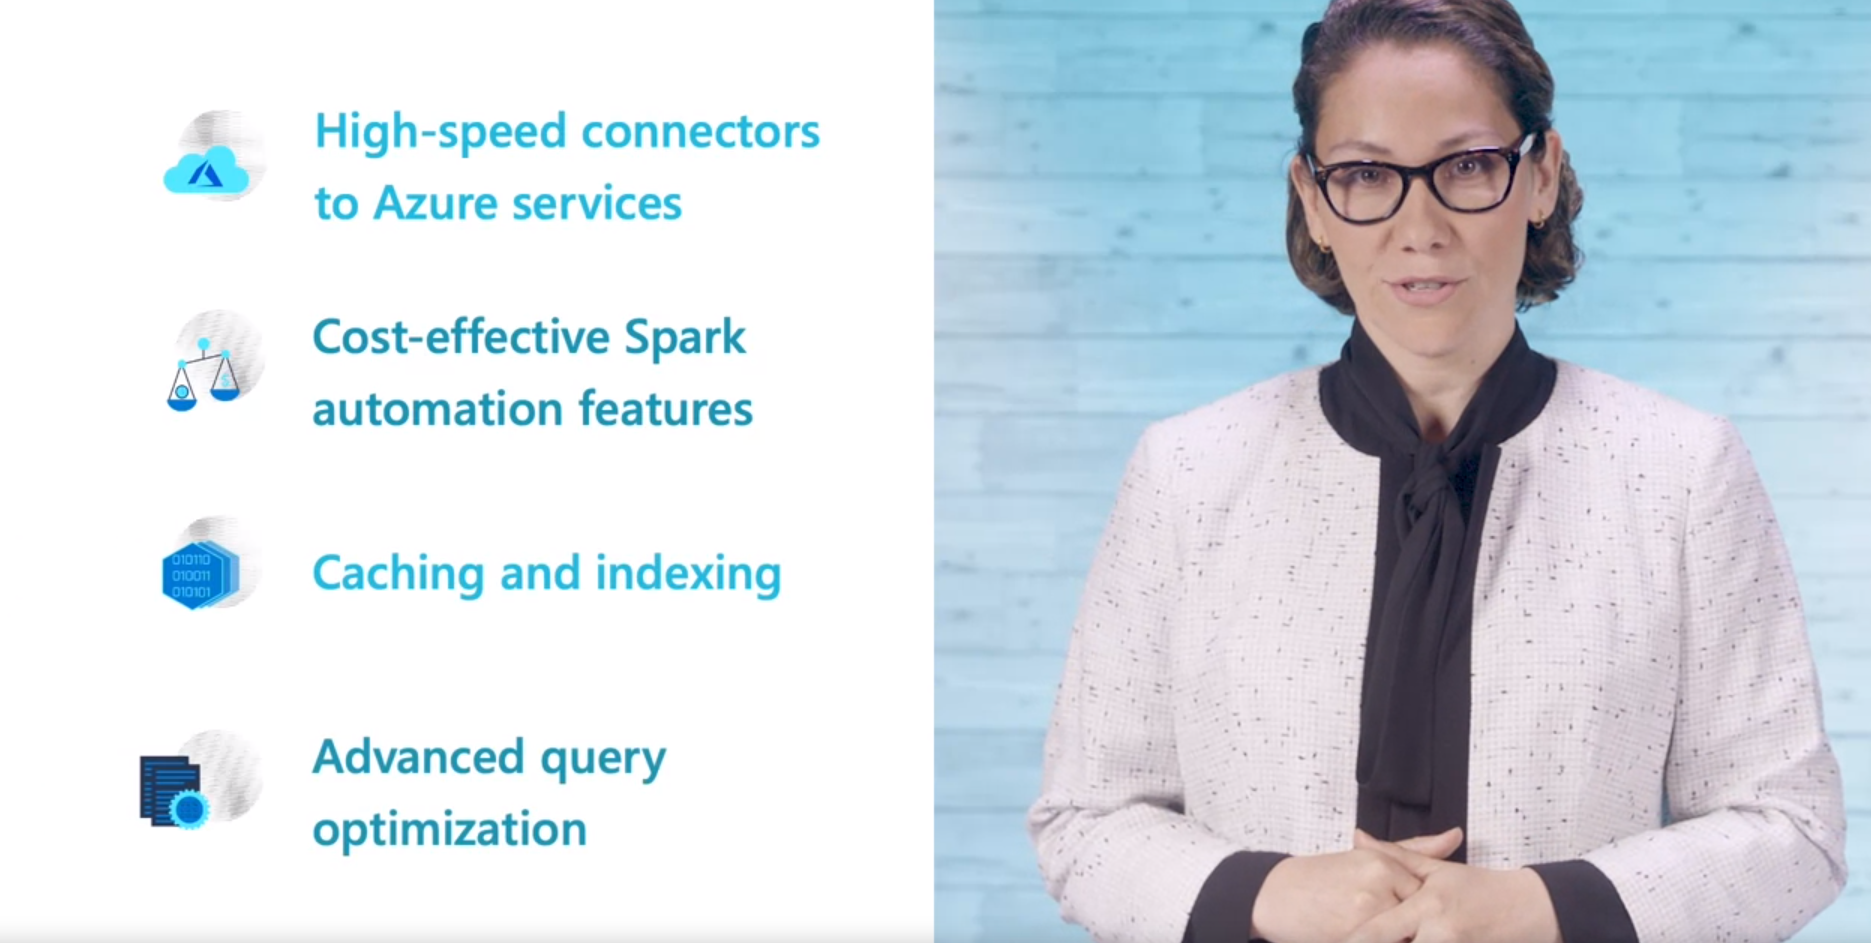 High-speed connectors
to Azure services
Cost-effective Spark
automation features
010110
010011
010101
Caching and indexing
Advanced query
optimization